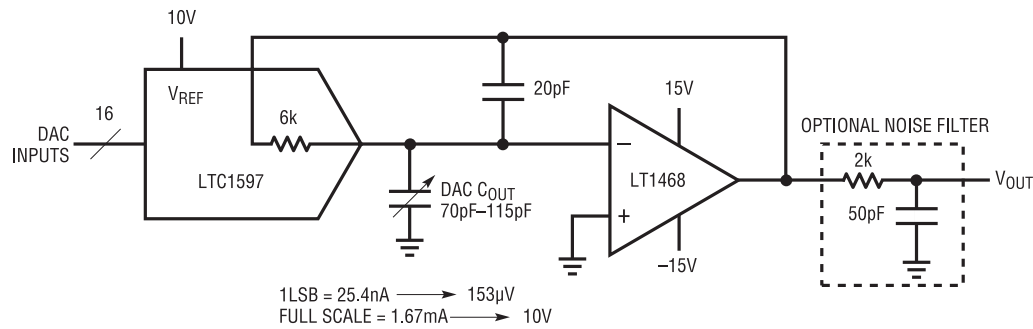 10V
V_REF
16
DAC
INPUTS
6k
LTC1597
20pF
DAC C_OUT
70pF–115pF
15V
–
+
LT1468
–15V
OPTIONAL NOISE FILTER
2k
50pF
V_OUT
1LSB = 25.4nA → 153µV
FULL SCALE = 1.67mA → 10V